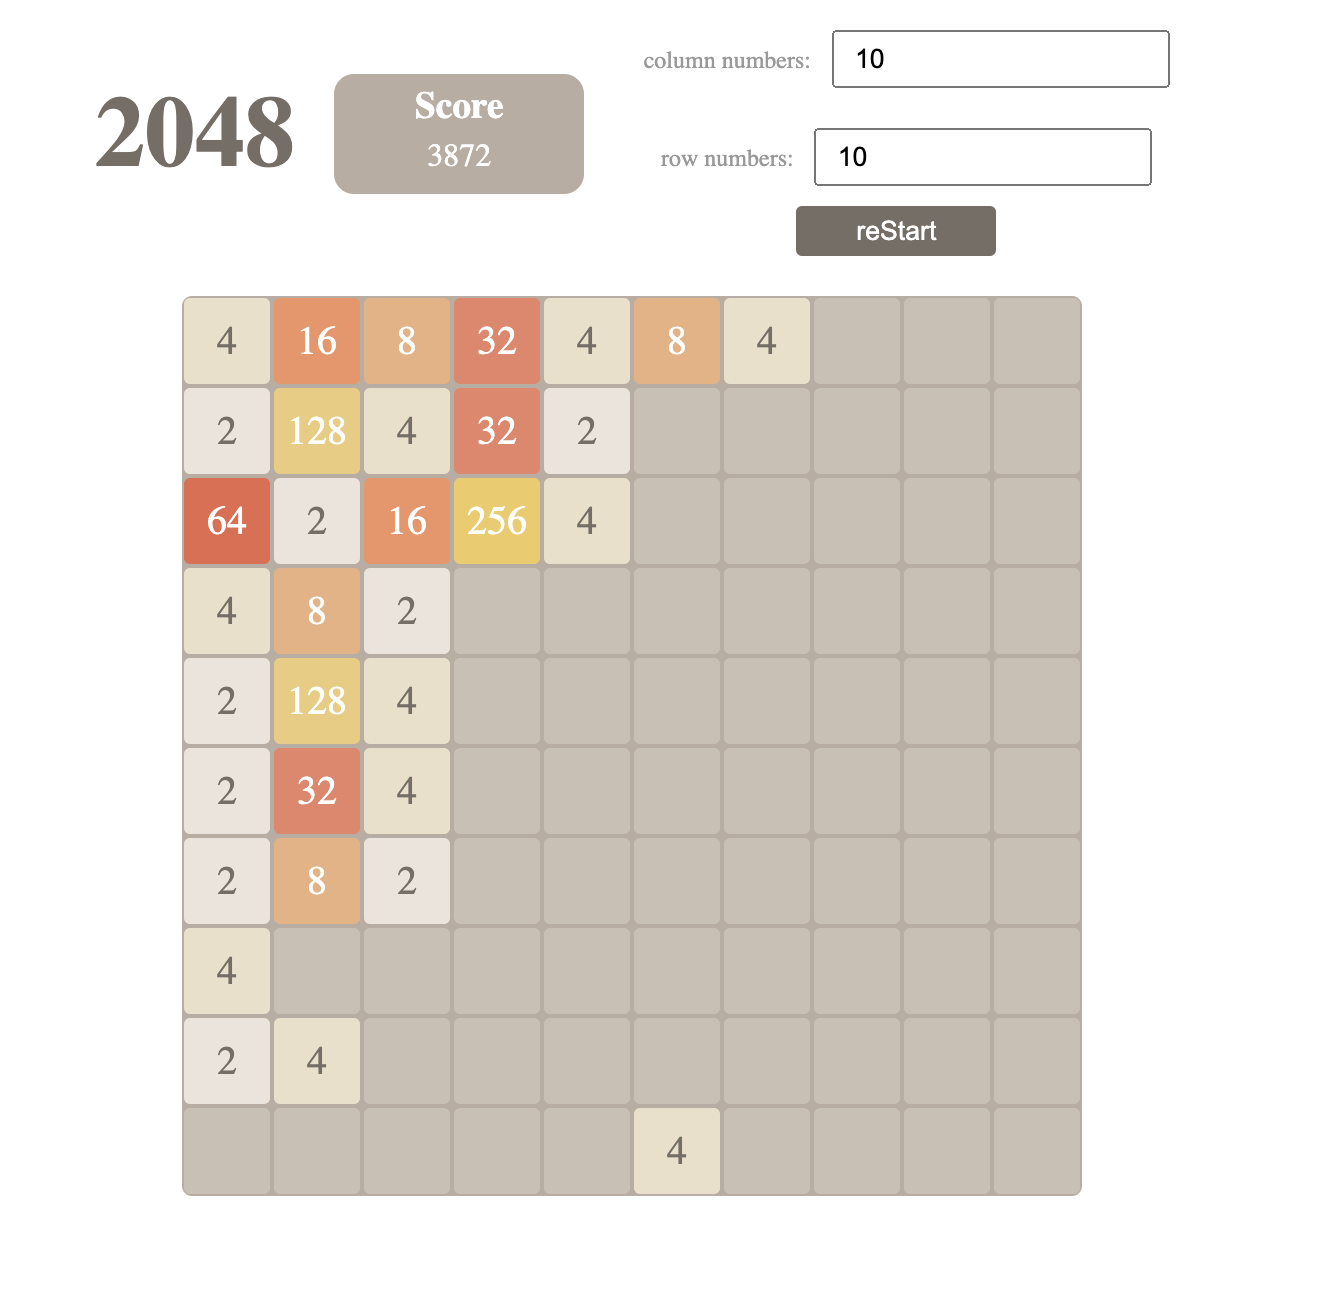 column numbers: 10
2048
Score
3872
row numbers: 10
reStart
4 16 8 32 4 8 4
2 128 4 32 2
64 2 16 256 4
4 8 2
2 128 4
2 32 4
2 8 2
4
2 4
4